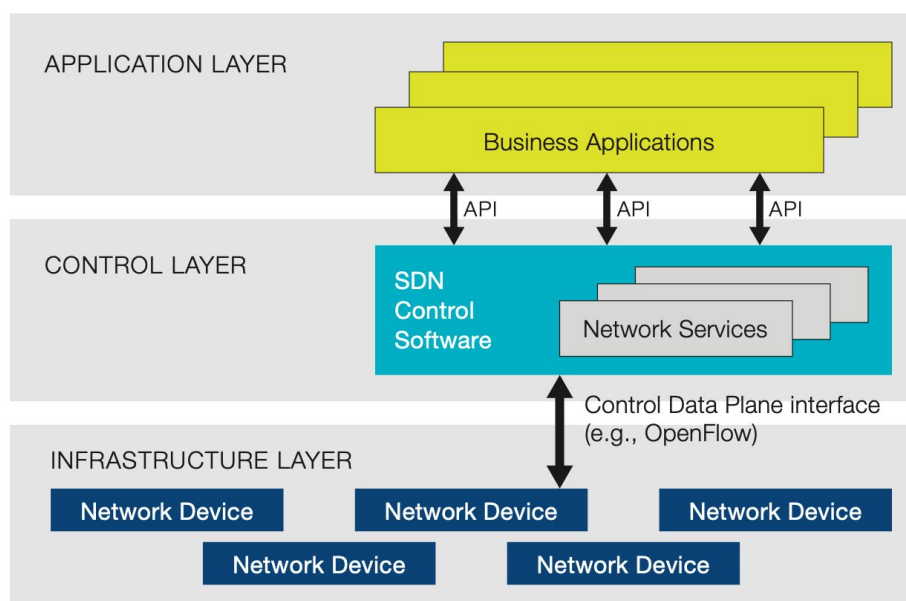 APPLICATION LAYER
Business Applications
API
API
API
CONTROL LAYER
SDN
Control
Software
Network Services
Control Data Plane interface
(e.g., OpenFlow)
INFRASTRUCTURE LAYER
Network Device
Network Device
Network Device
Network Device
Network Device